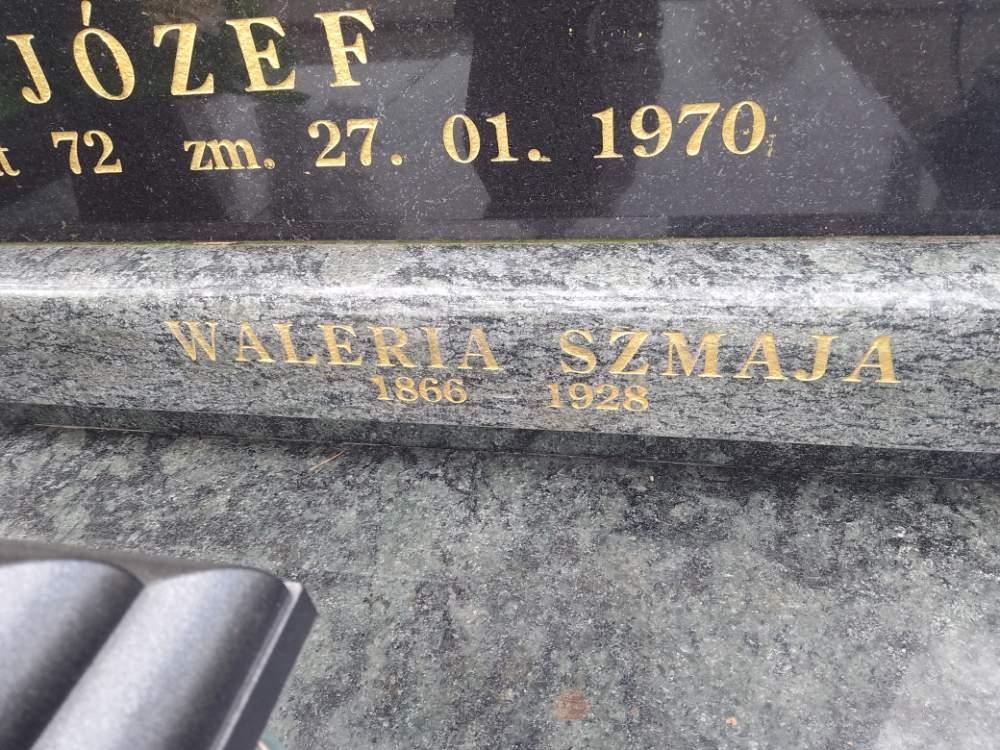 JÓZEF
72 zm. 27. 01. 1970
WALERIA SZMAJA
1866 1928